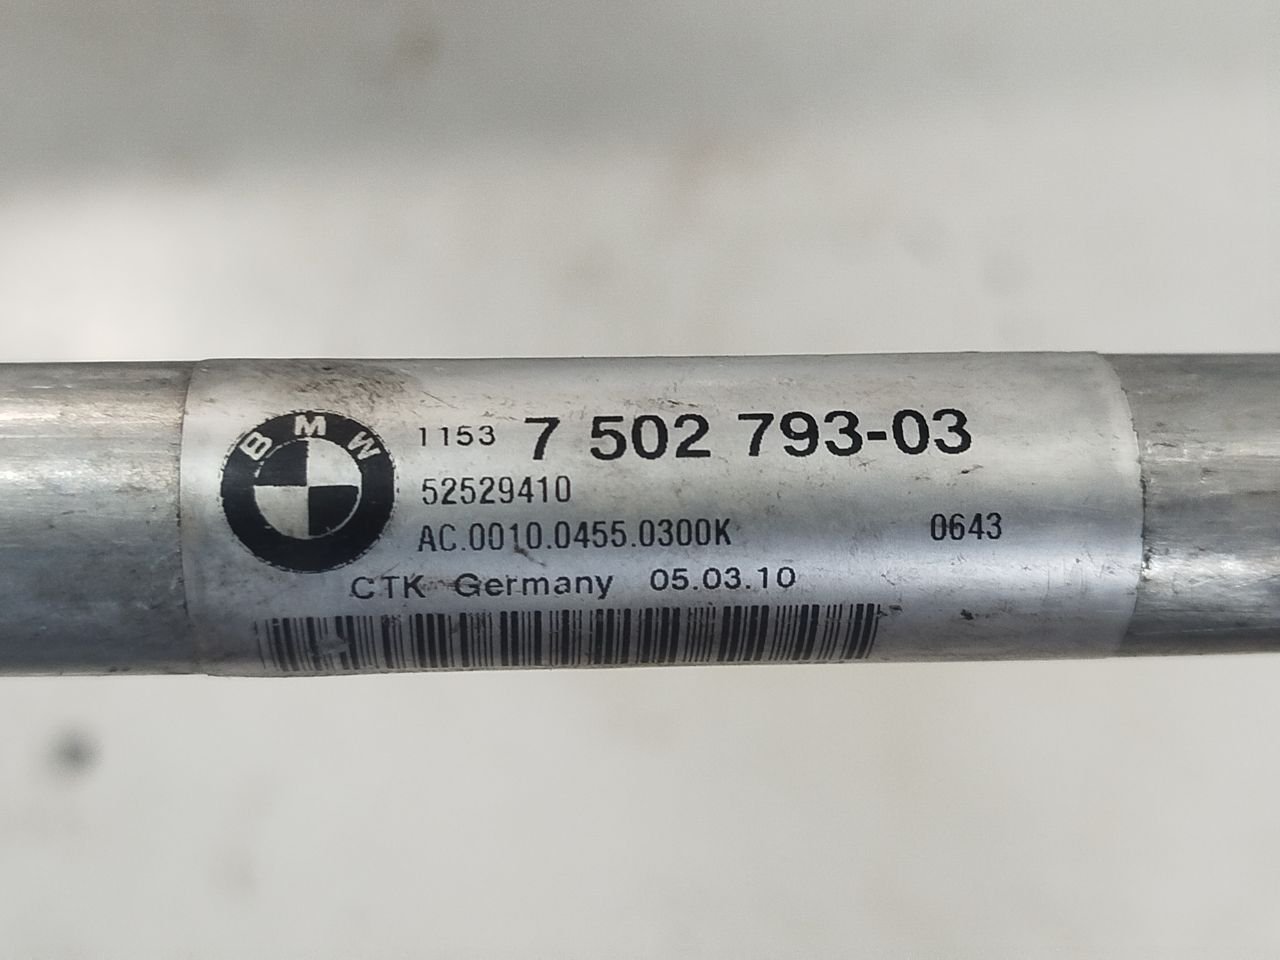 BMW
1153 7 502 793-03
52529410
AC.0010.0455.0300K 0643
CTK Germany 05.03.10